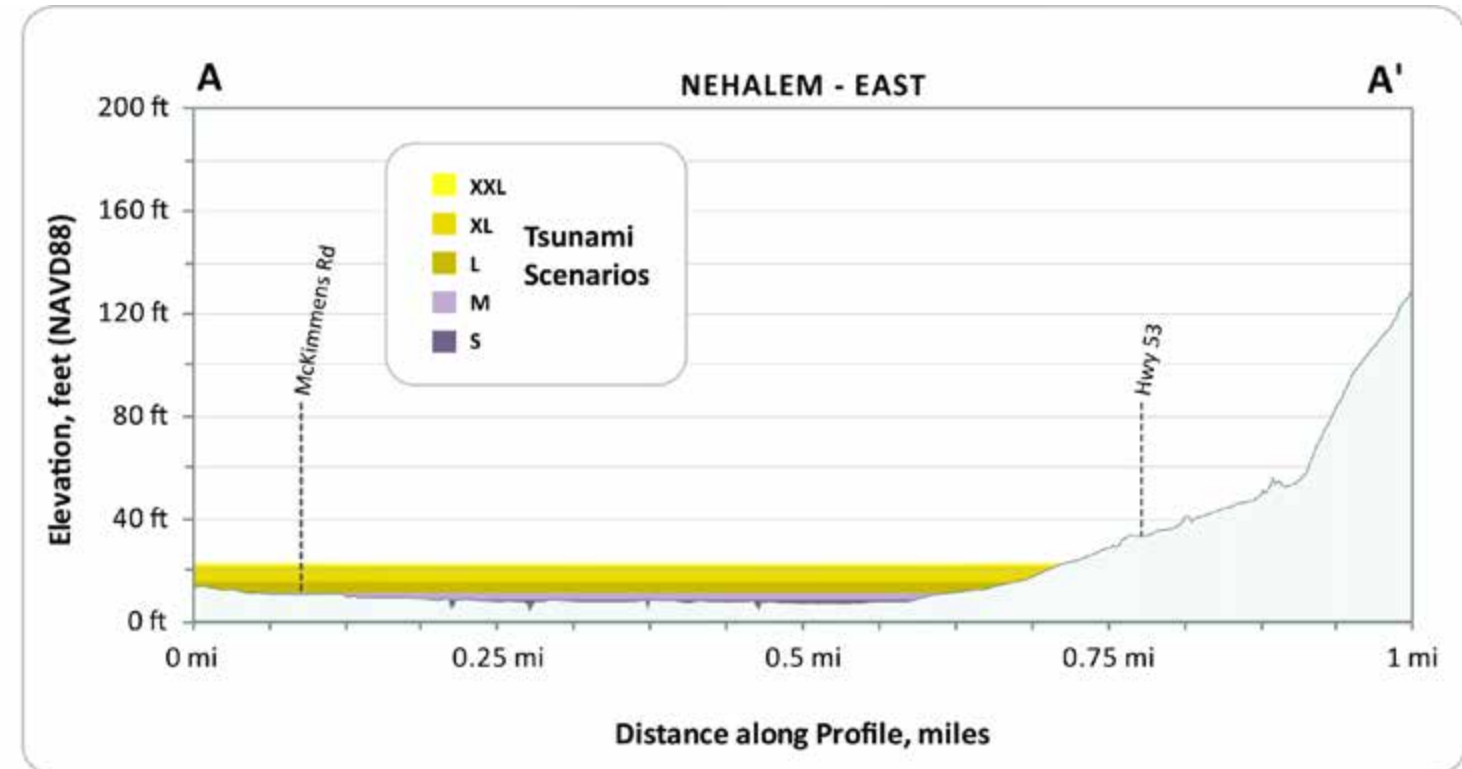 A
NEHALEM - EAST
A'
200 ft
160 ft
120 ft
80 ft
40 ft
0 ft
Elevation, feet (NAVD88)
XXL
XL
L
M
S
Tsunami
Scenarios
McKimmens Rd
Hwy 53
0 mi
0.25 mi
0.5 mi
0.75 mi
1 mi
Distance along Profile, miles